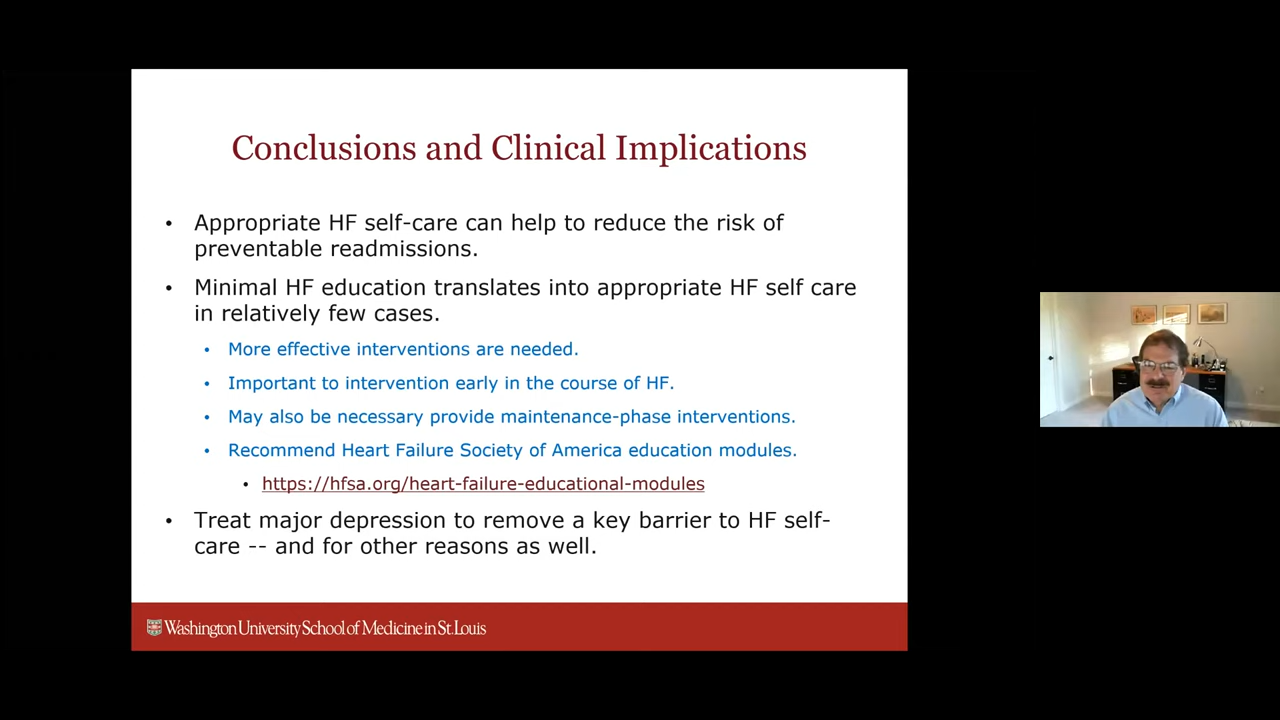 Conclusions and Clinical Implications
• Appropriate HF self-care can help to reduce the risk of
preventable readmissions.
• Minimal HF education translates into appropriate HF self care
in relatively few cases.
• More effective interventions are needed.
• Important to intervention early in the course of HF.
• May also be necessary provide maintenance-phase interventions.
• Recommend Heart Failure Society of America education modules.
• https://hfsa.org/heart-failure-educational-modules
• Treat major depression to remove a key barrier to HF self-
care -- and for other reasons as well.
Washington University School of Medicine in St. Louis